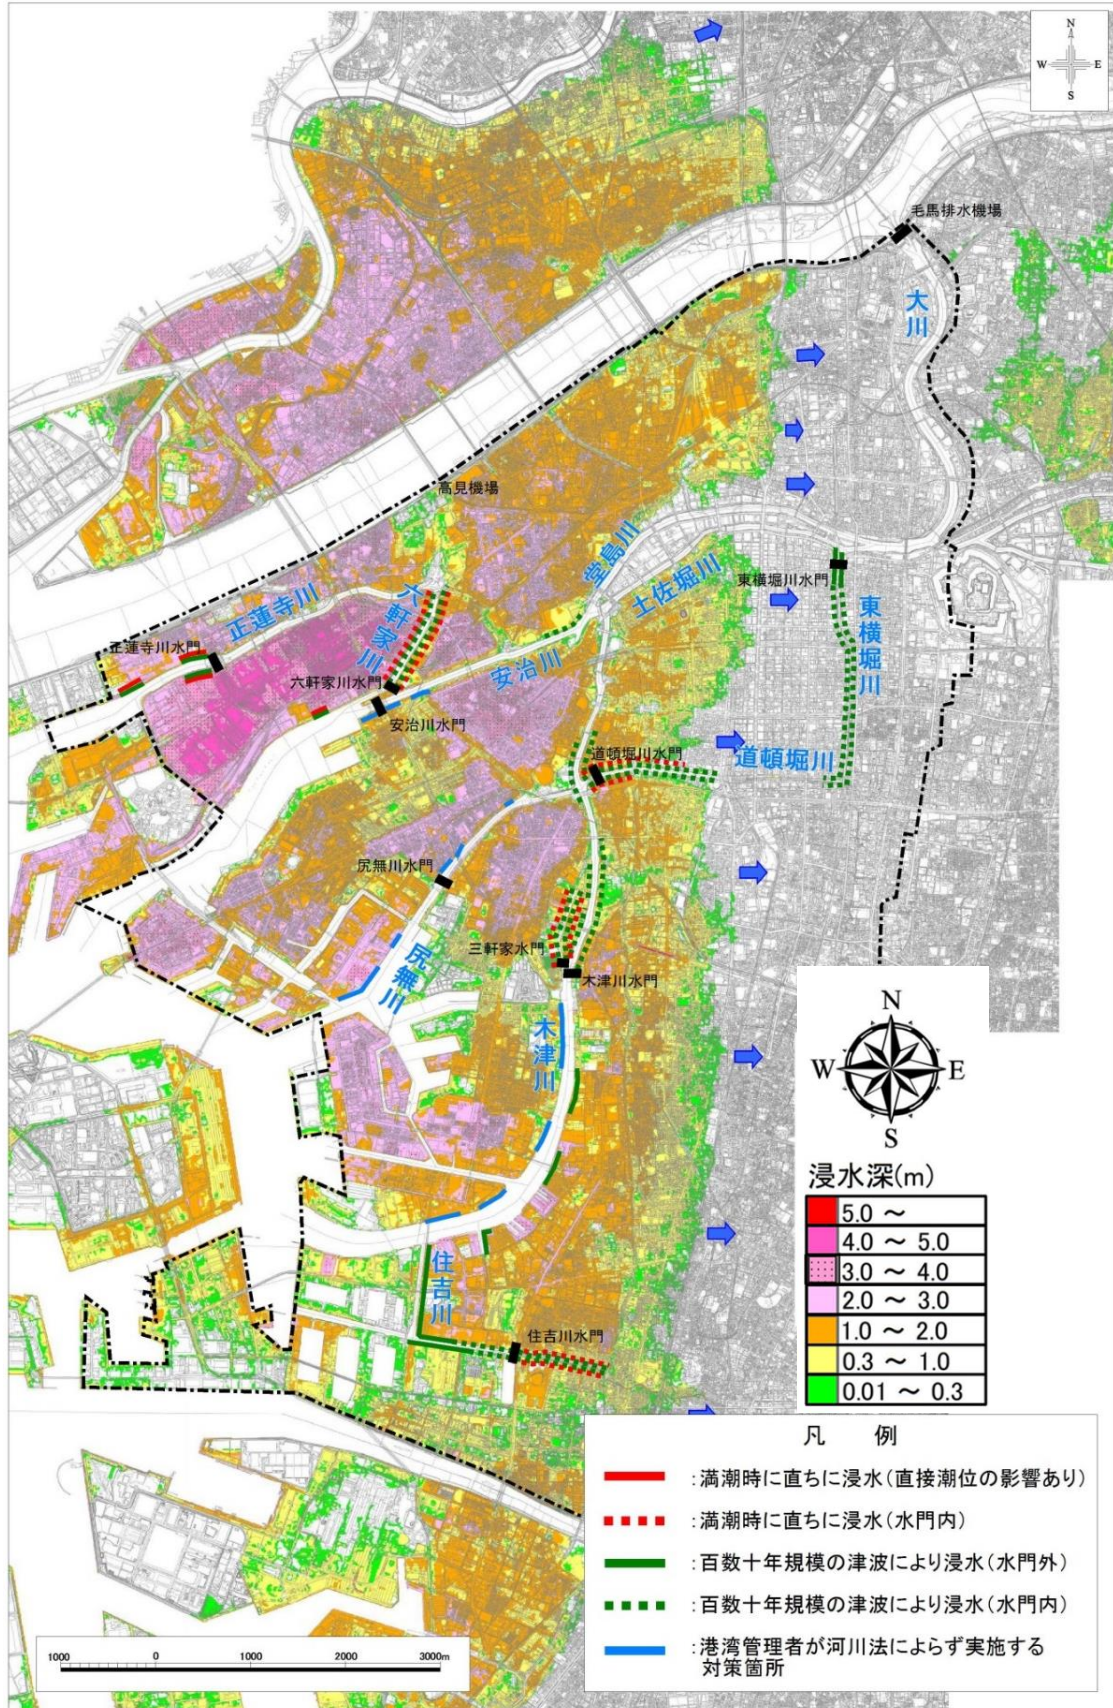 N
W E
S
毛馬排水機場
大川
高見機場
堂島川
土佐堀川
東横堀川水門
六軒家川
正蓮寺川
正蓮寺川水門
東横堀川
六軒家川水門
安治川
安治川水門
道頓堀川水門
道頓堀川
尻無川水門
三軒家水門
尻無川
木津川水門
木津川
N
W E
S
浸水深(m)
5.0 ～
4.0 ～ 5.0
3.0 ～ 4.0
2.0 ～ 3.0
1.0 ～ 2.0
0.3 ～ 1.0
0.01 ～ 0.3
住吉川
住吉川水門
凡 例
:満潮時に直ちに浸水(直接潮位の影響あり)
:満潮時に直ちに浸水(水門内)
:百数十年規模の津波により浸水(水門外)
:百数十年規模の津波により浸水(水門内)
:港湾管理者が河川法によらず実施する
対策箇所
1000 0 1000 2000 3000m